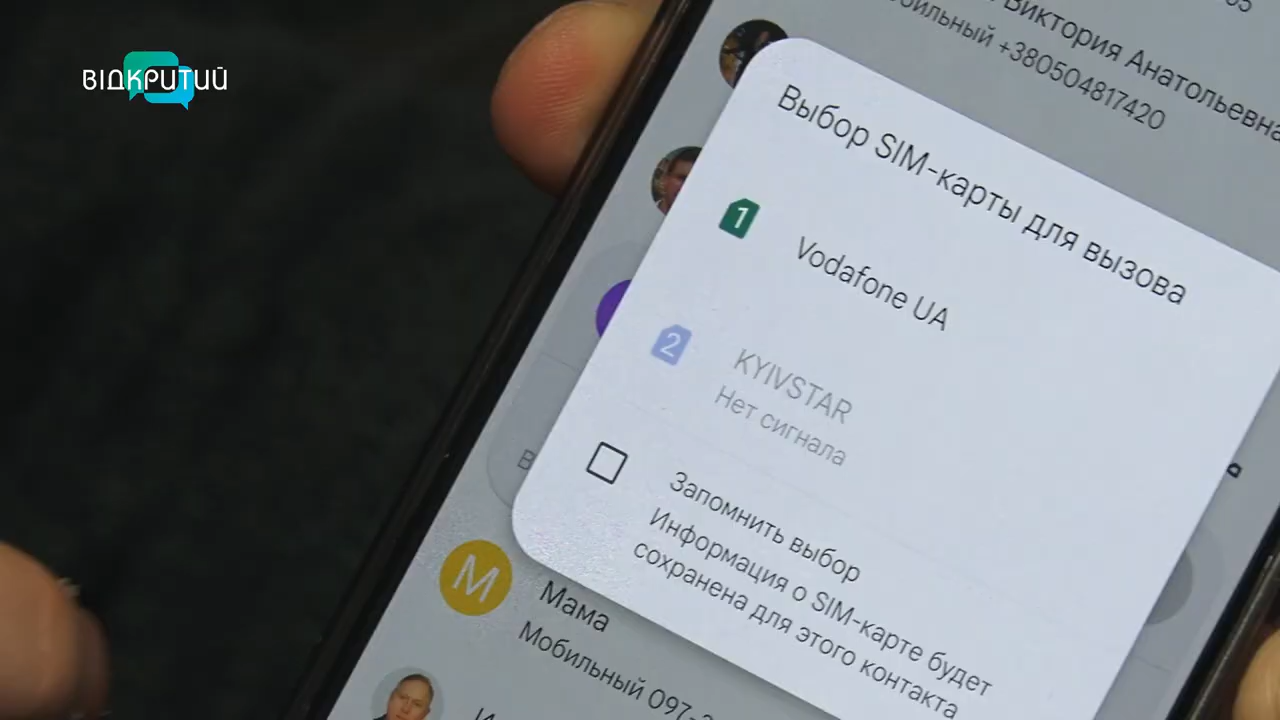 ВІДКРИТИЙ
Виктория Анатольевна
мобильный +380504817420
Выбор SIM-карты для вызова
1
Vodafone UA
2
KYIVSTAR
Нет сигнала
Запомнить выбор
Информация о SIM-карте будет
сохранена для этого контакта
М
Мама
Мобильный 097-